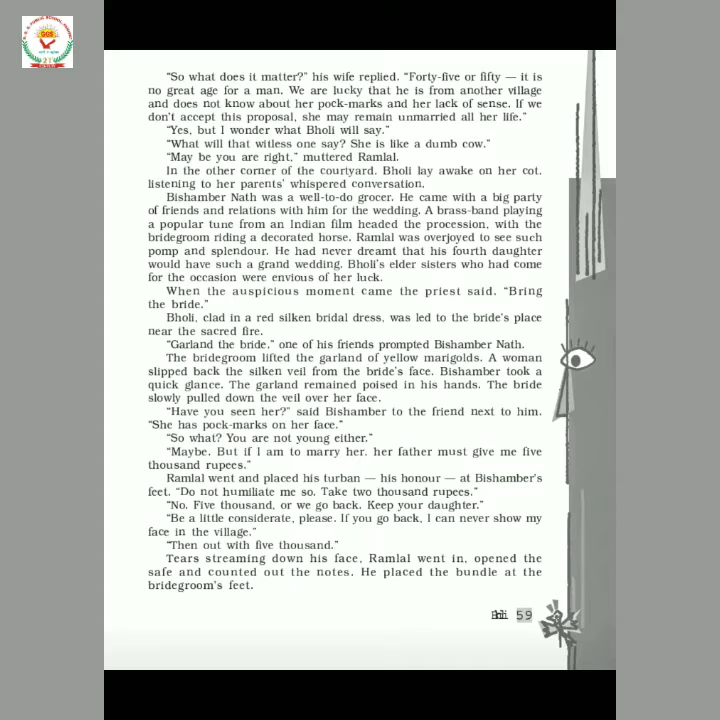 “So what does it matter?” his wife replied. “Forty-five or fifty — it is
no great age for a man. We are lucky that he is from another village
and does not know about her pock-marks and her lack of sense. If we
don’t accept this proposal, she may remain unmarried all her life.”
“Yes, but I wonder what Bholi will say.”
“What will that witless one say? She is like a dumb cow.”
“May be you are right,” muttered Ramlal.
In the other corner of the courtyard, Bholi lay awake on her cot,
listening to her parents’ whispered conversation.
Bishamber Nath was a well-to-do grocer. He came with a big party
of friends and relations with him for the wedding. A brass-band playing
a popular tune from an Indian film headed the procession, with the
bridegroom riding a decorated horse. Ramlal was overjoyed to see such
pomp and splendour. He had never dreamt that his fourth daughter
would have such a grand wedding. Bholi’s elder sisters who had come
for the occasion were envious of her luck.
When the auspicious moment came the priest said, “Bring
the bride.”
Bholi, clad in a red silken bridal dress, was led to the bride’s place
near the sacred fire.
“Garland the bride,” one of his friends prompted Bishamber Nath.
The bridegroom lifted the garland of yellow marigolds. A woman
slipped back the silken veil from the bride’s face. Bishamber took a
quick glance. The garland remained poised in his hands. The bride
slowly pulled down the veil over her face.
“Have you seen her?” said Bishamber to the friend next to him.
“She has pock-marks on her face.”
“So what? You are not young either.”
“Maybe. But if I am to marry her, her father must give me five
thousand rupees.”
Ramlal went and placed his turban — his honour — at Bishamber’s
feet. “Do not humiliate me so. Take two thousand rupees.”
“No. Five thousand, or we go back. Keep your daughter.”
“Be a little considerate, please. If you go back, I can never show my
face in the village.”
“Then out with five thousand.”
Tears streaming down his face, Ramlal went in, opened the
safe and counted out the notes. He placed the bundle at the
bridegroom’s feet.
Bholi 59